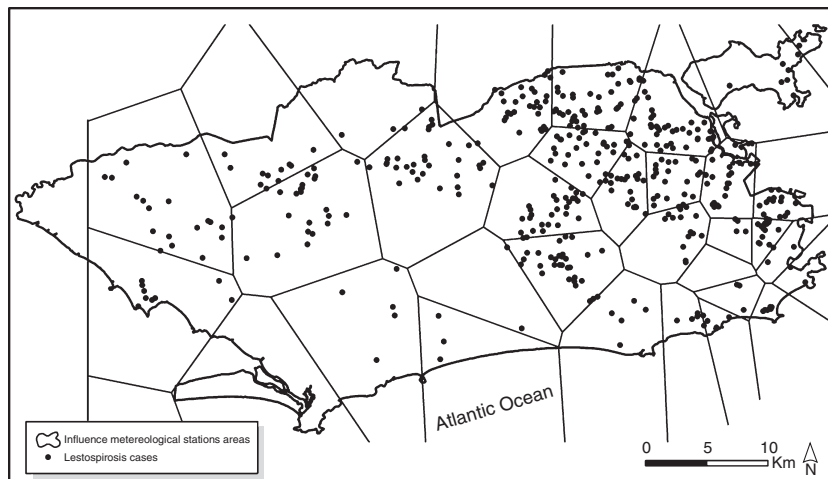 Atlantic Ocean
Influence metereological stations areas
Lestospirosis cases
0 5 10
Km
N